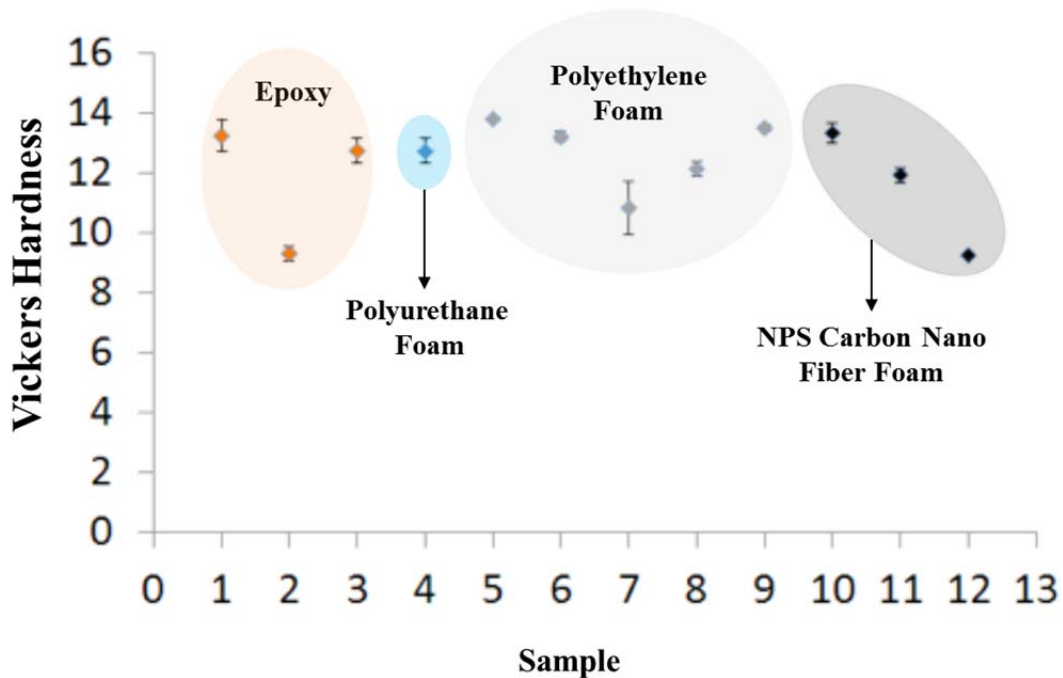 Vickers Hardness
16
14
12
10
8
6
4
2
0
Epoxy
Polyurethane
Foam
Polyethylene
Foam
NPS Carbon Nano
Fiber Foam
0 1 2 3 4 5 6 7 8 9 10 11 12 13
Sample